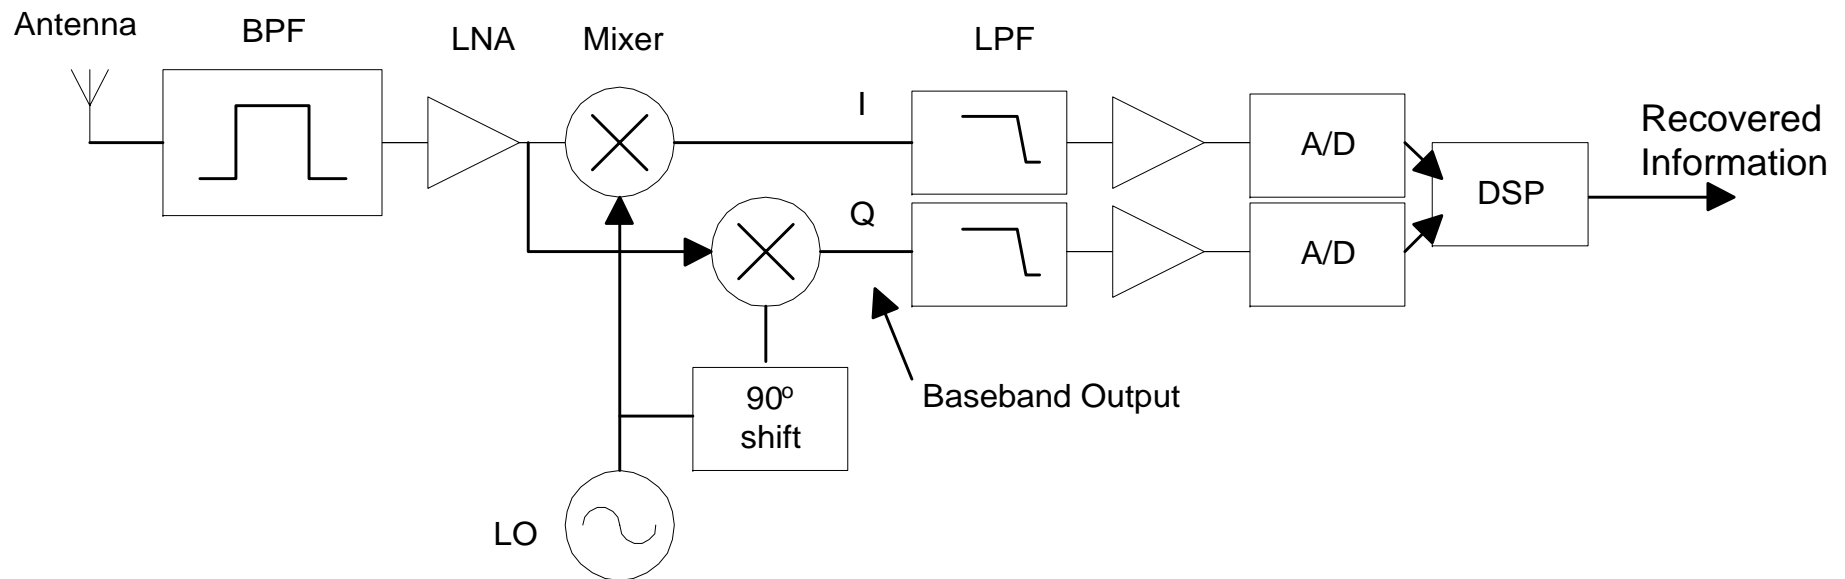 Antenna
BPF
LNA
Mixer
LPF
I
A/D
Recovered
Information
DSP
Q
A/D
90º
shift
Baseband Output
LO